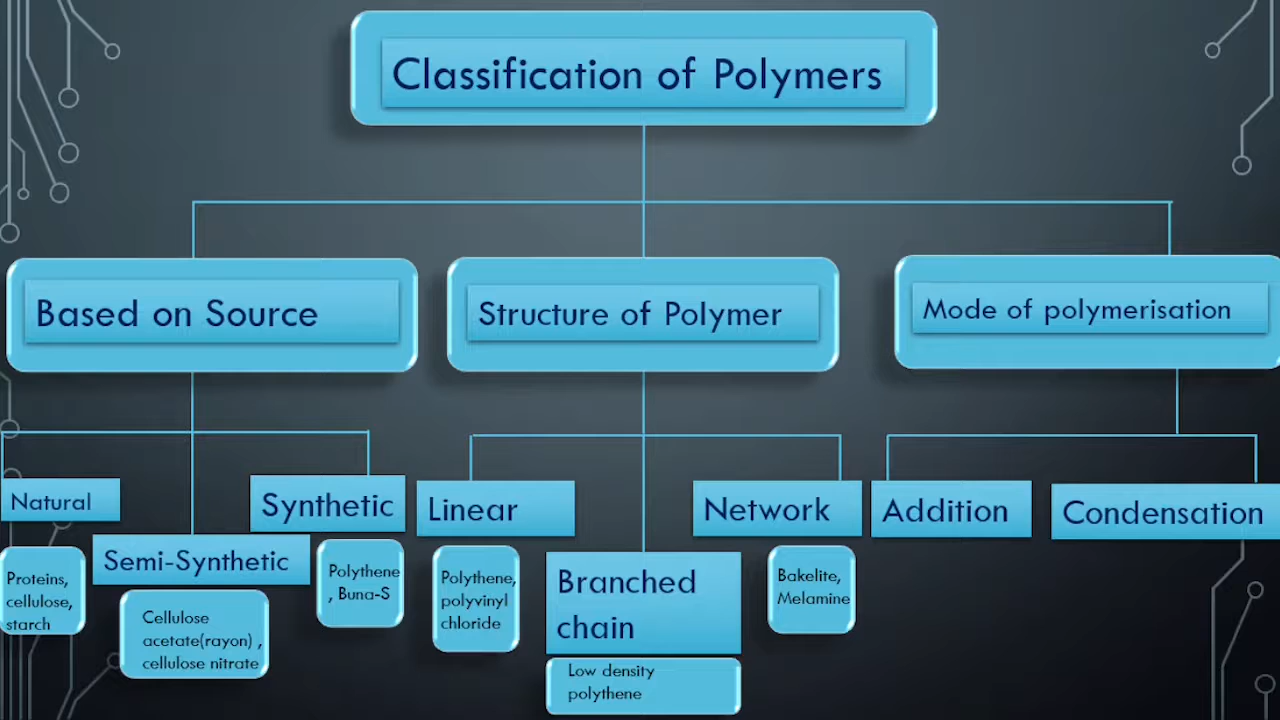 Classification of Polymers
Based on Source
Structure of Polymer
Mode of polymerisation
Natural
Proteins,
cellulose,
starch
Semi-Synthetic
Cellulose
acetate(rayon) ,
cellulose nitrate
Synthetic
Polythene
, Buna-S
Linear
Polythene,
polyvinyl
chloride
Branched
chain
Low density
polythene
Network
Bakelite,
Melamine
Addition
Condensation